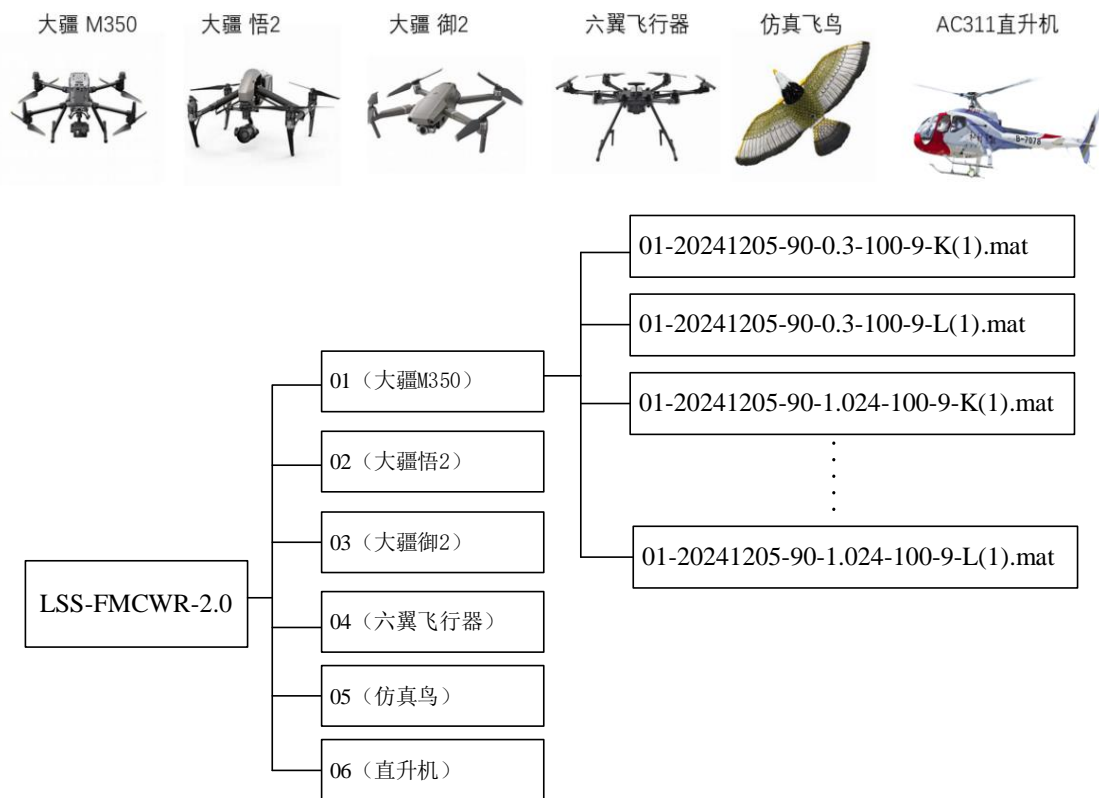 大疆 M350
大疆 悟2
大疆 御2
六翼飞行器
仿真飞鸟
AC311直升机
B-7078
01-20241205-90-0.3-100-9-K(1).mat
01-20241205-90-0.3-100-9-L(1).mat
01-20241205-90-1.024-100-9-K(1).mat
01-20241205-90-1.024-100-9-L(1).mat
01（大疆M350）
02（大疆悟2）
03（大疆御2）
04（六翼飞行器）
05（仿真鸟）
06（直升机）
LSS-FMCWR-2.0